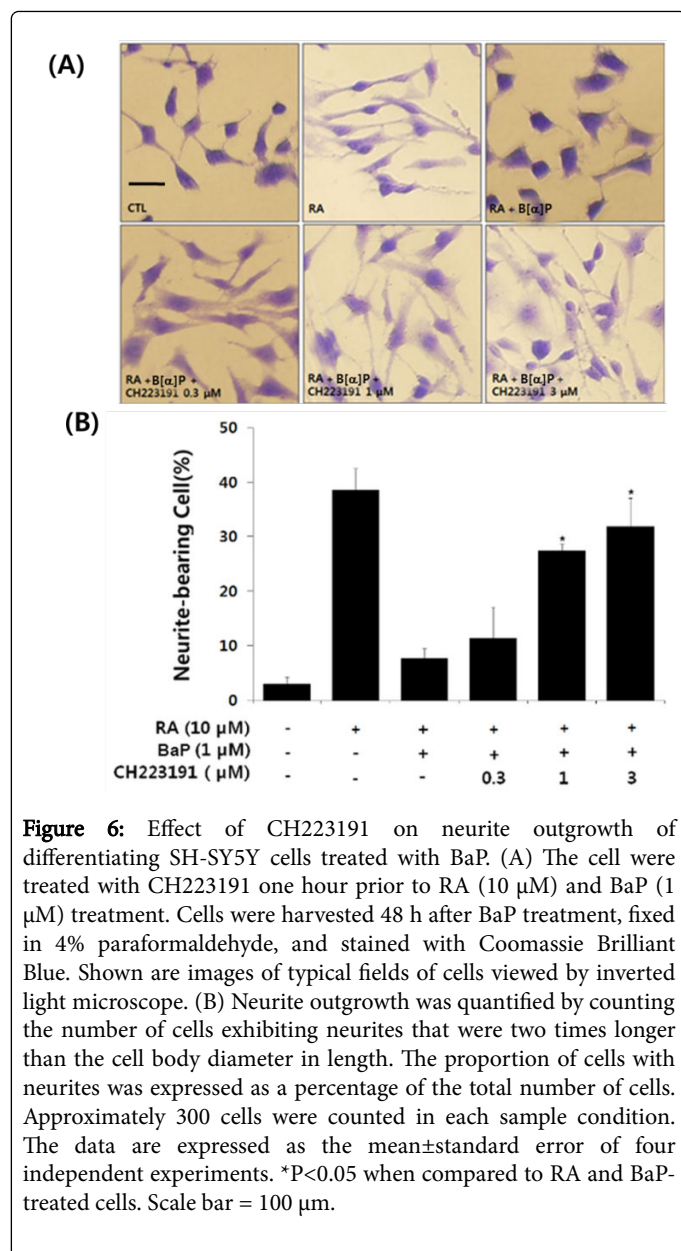 (A)
CTL
RA
RA + B[α]P
RA + B[α]P +
CH223191 0.3 μM
RA + B[α]P +
CH223191 1 μM
RA + B[α]P +
CH223191 3 μM
(B)
Neurite-bearing Cell(%)
50
40
30
20
10
0
*
*
RA (10 μM) - + + + + +
BaP (1 μM) - - + + + +
CH223191 ( μM) - - - 0.3 1 3
Figure 6: Effect of CH223191 on neurite outgrowth of
differentiating SH-SY5Y cells treated with BaP. (A) The cell were
treated with CH223191 one hour prior to RA (10 μM) and BaP (1
μM) treatment. Cells were harvested 48 h after BaP treatment, fixed
in 4% paraformaldehyde, and stained with Coomassie Brilliant
Blue. Shown are images of typical fields of cells viewed by inverted
light microscope. (B) Neurite outgrowth was quantified by counting
the number of cells exhibiting neurites that were two times longer
than the cell body diameter in length. The proportion of cells with
neurites was expressed as a percentage of the total number of cells.
Approximately 300 cells were counted in each sample condition.
The data are expressed as the mean±standard error of four
independent experiments. *P<0.05 when compared to RA and BaP-
treated cells. Scale bar = 100 μm.